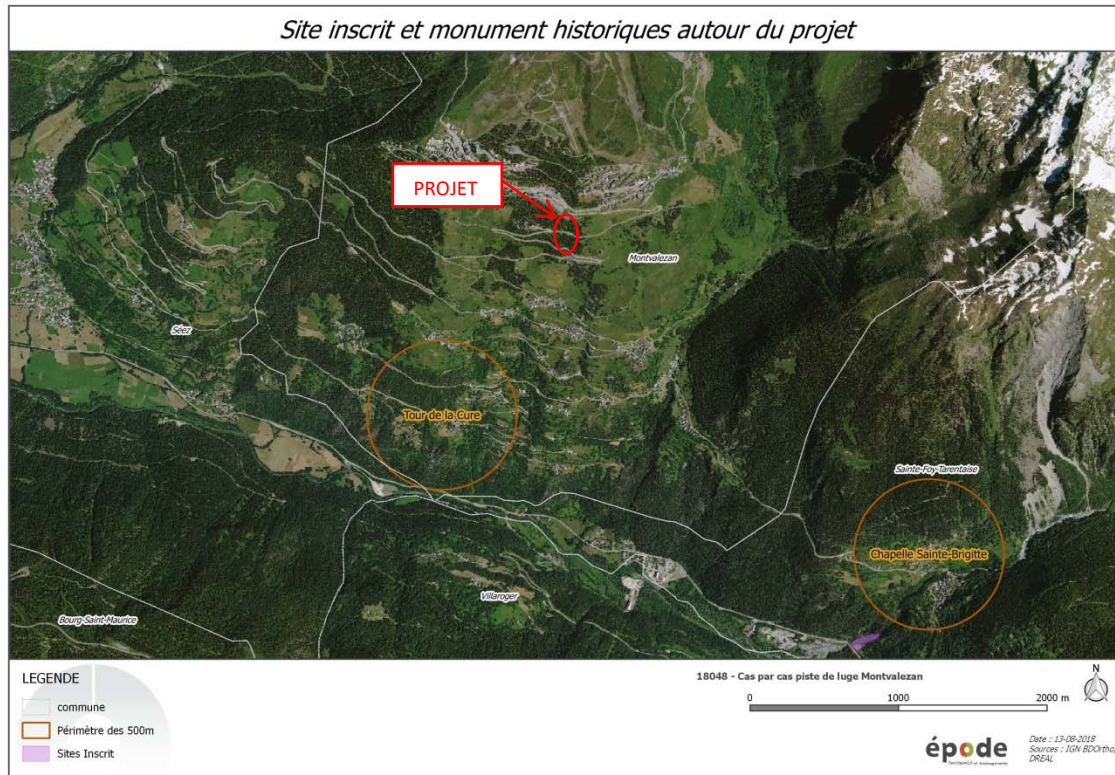 Site inscrit et monument historiques autour du projet
PROJET
Montvalezan
Séez
Tour de la Cure
Sainte-Foy-Tarentaise
Chapelle Sainte-Brigitte
Villaroger
Bourg-Saint-Maurice
LEGENDE
commune
Périmètre des 500m
Sites Inscrit
18048 - Cas par cas piste de luge Montvalezan
0 1000 2000 m
N
épode
Date : 13-08-2018
Sources : IGN BDOrtho,
DREAL